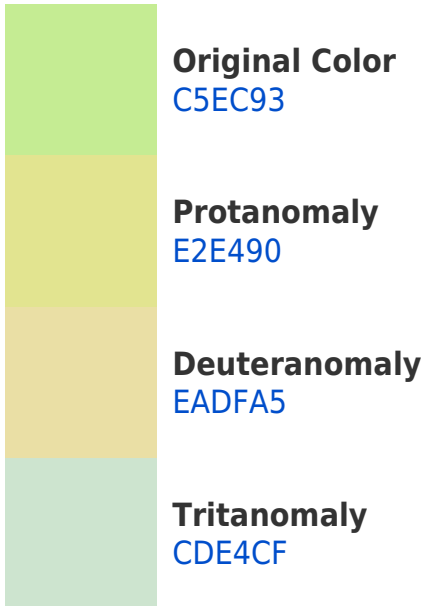 Original Color
C5EC93
Protanomaly
E2E490
Deuteranomaly
EADFA5
Tritanomaly
CDE4CF